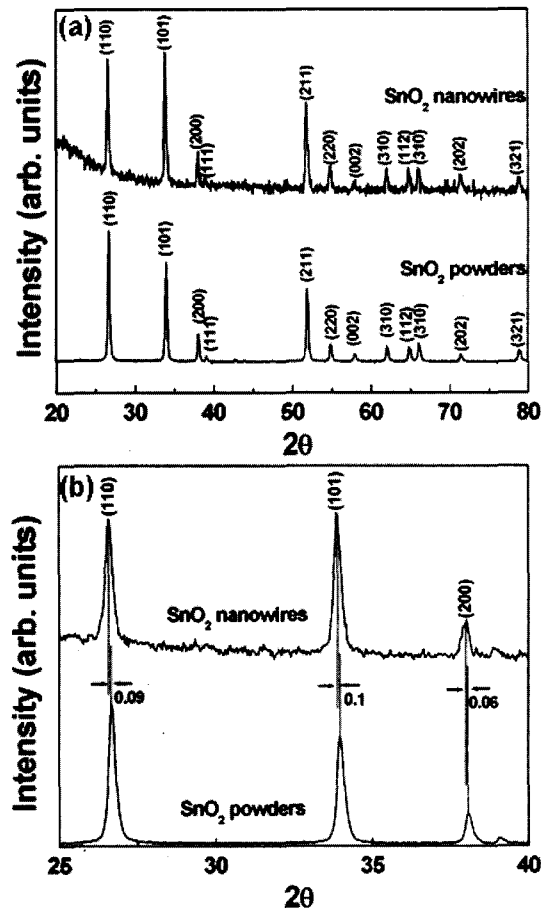 (a)
Intensity (arb. units)
(110)
(101)
(200)
(111)
(211)
(220)
(002)
(310)
(112)
(310)
(202)
(321)
SnO2 nanowires
(110)
(101)
(200)
(111)
(211)
(220)
(002)
(310)
(112)
(310)
(202)
(321)
SnO2 powders
20 30 40 50 60 70 80
2θ
(b)
Intensity (arb. units)
(110)
(101)
(200)
SnO2 nanowires
0.09
0.1
0.06
SnO2 powders
25 30 35 40
2θ